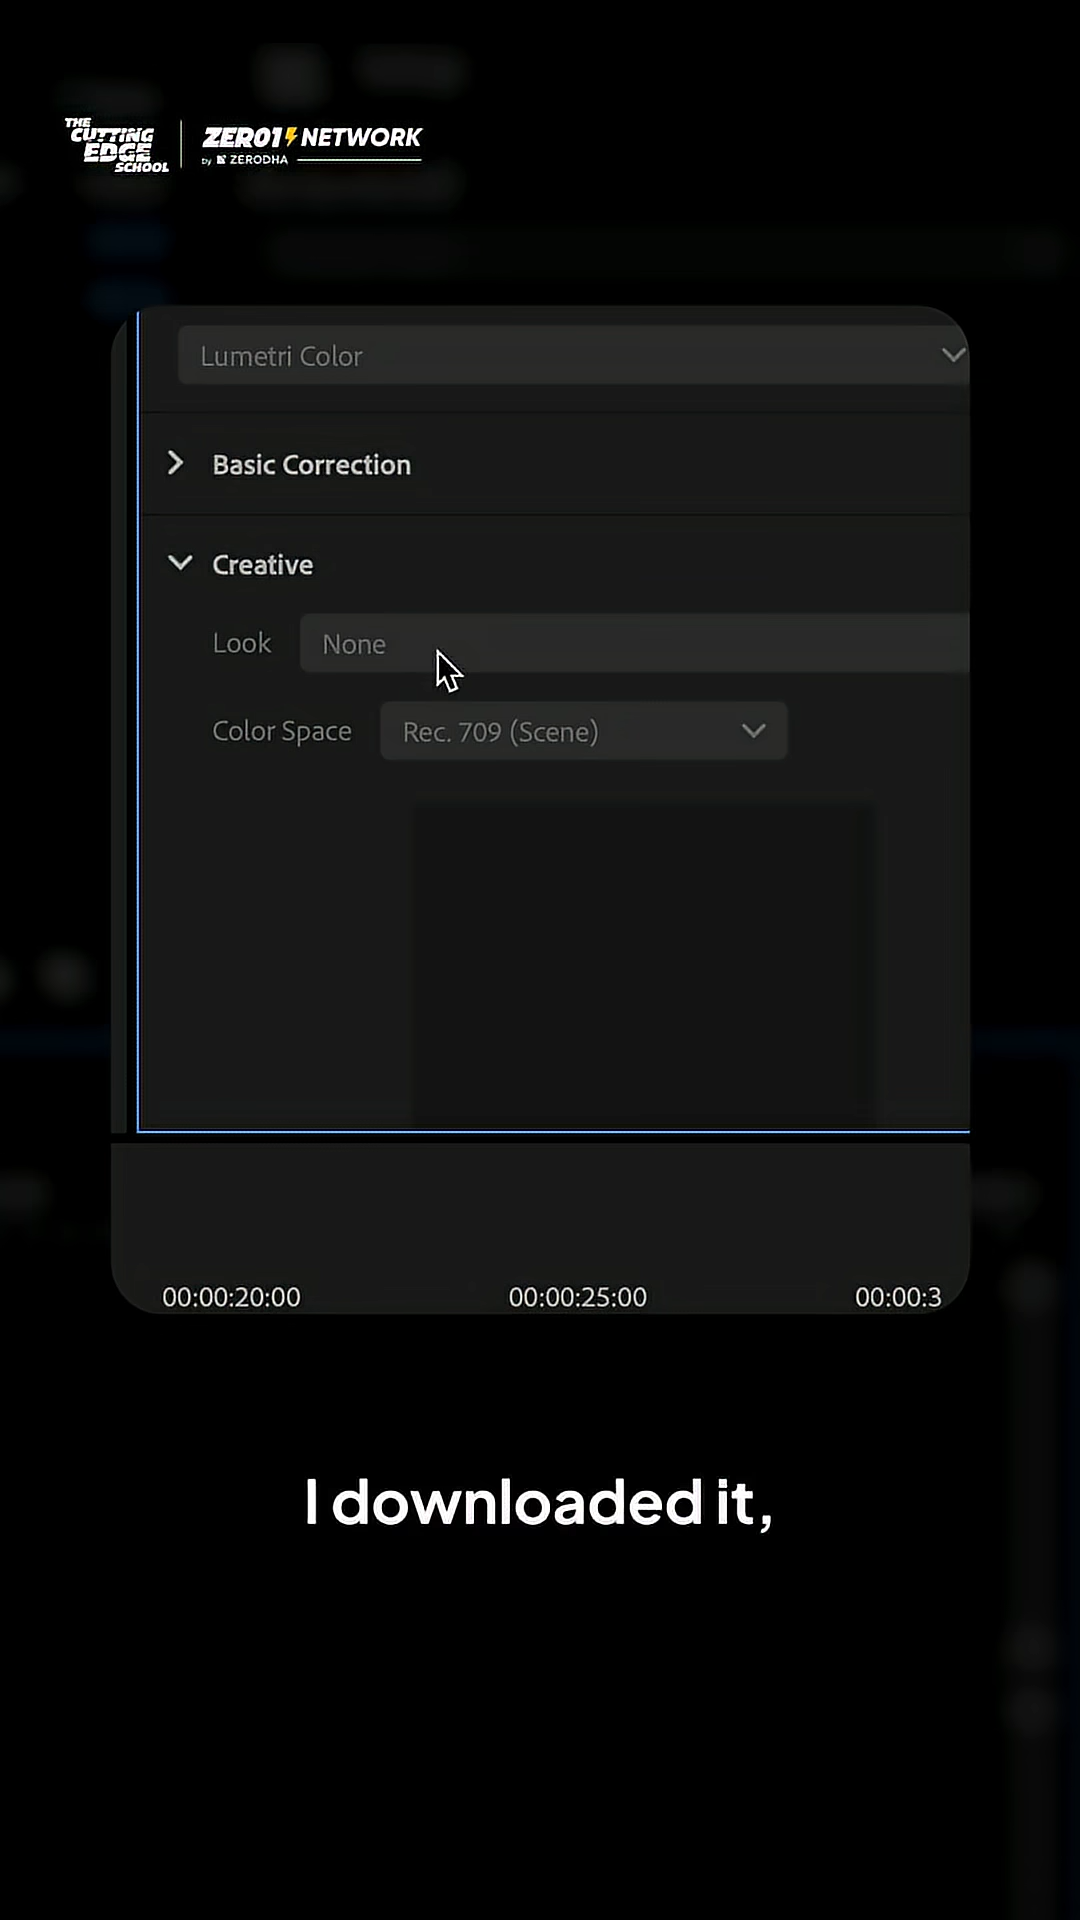 THE
CUTTING
EDGE
SCHOOL
ZERO1 NETWORK
by ZERODHA
Lumetri Color
Basic Correction
Creative
Look None
Color Space Rec. 709 (Scene)
00:00:20:00 00:00:25:00 00:00:3
I downloaded it,